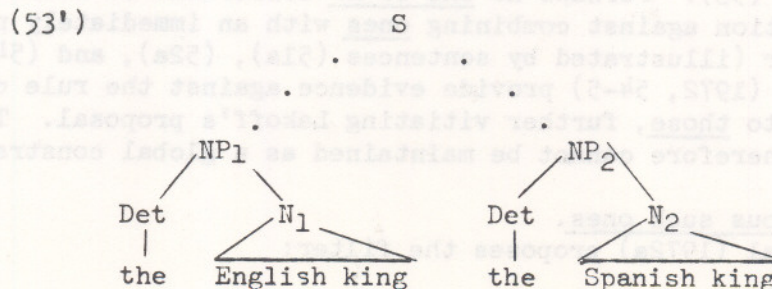 (53') S
NP1 NP2
Det N1 Det N2
the English king the Spanish king